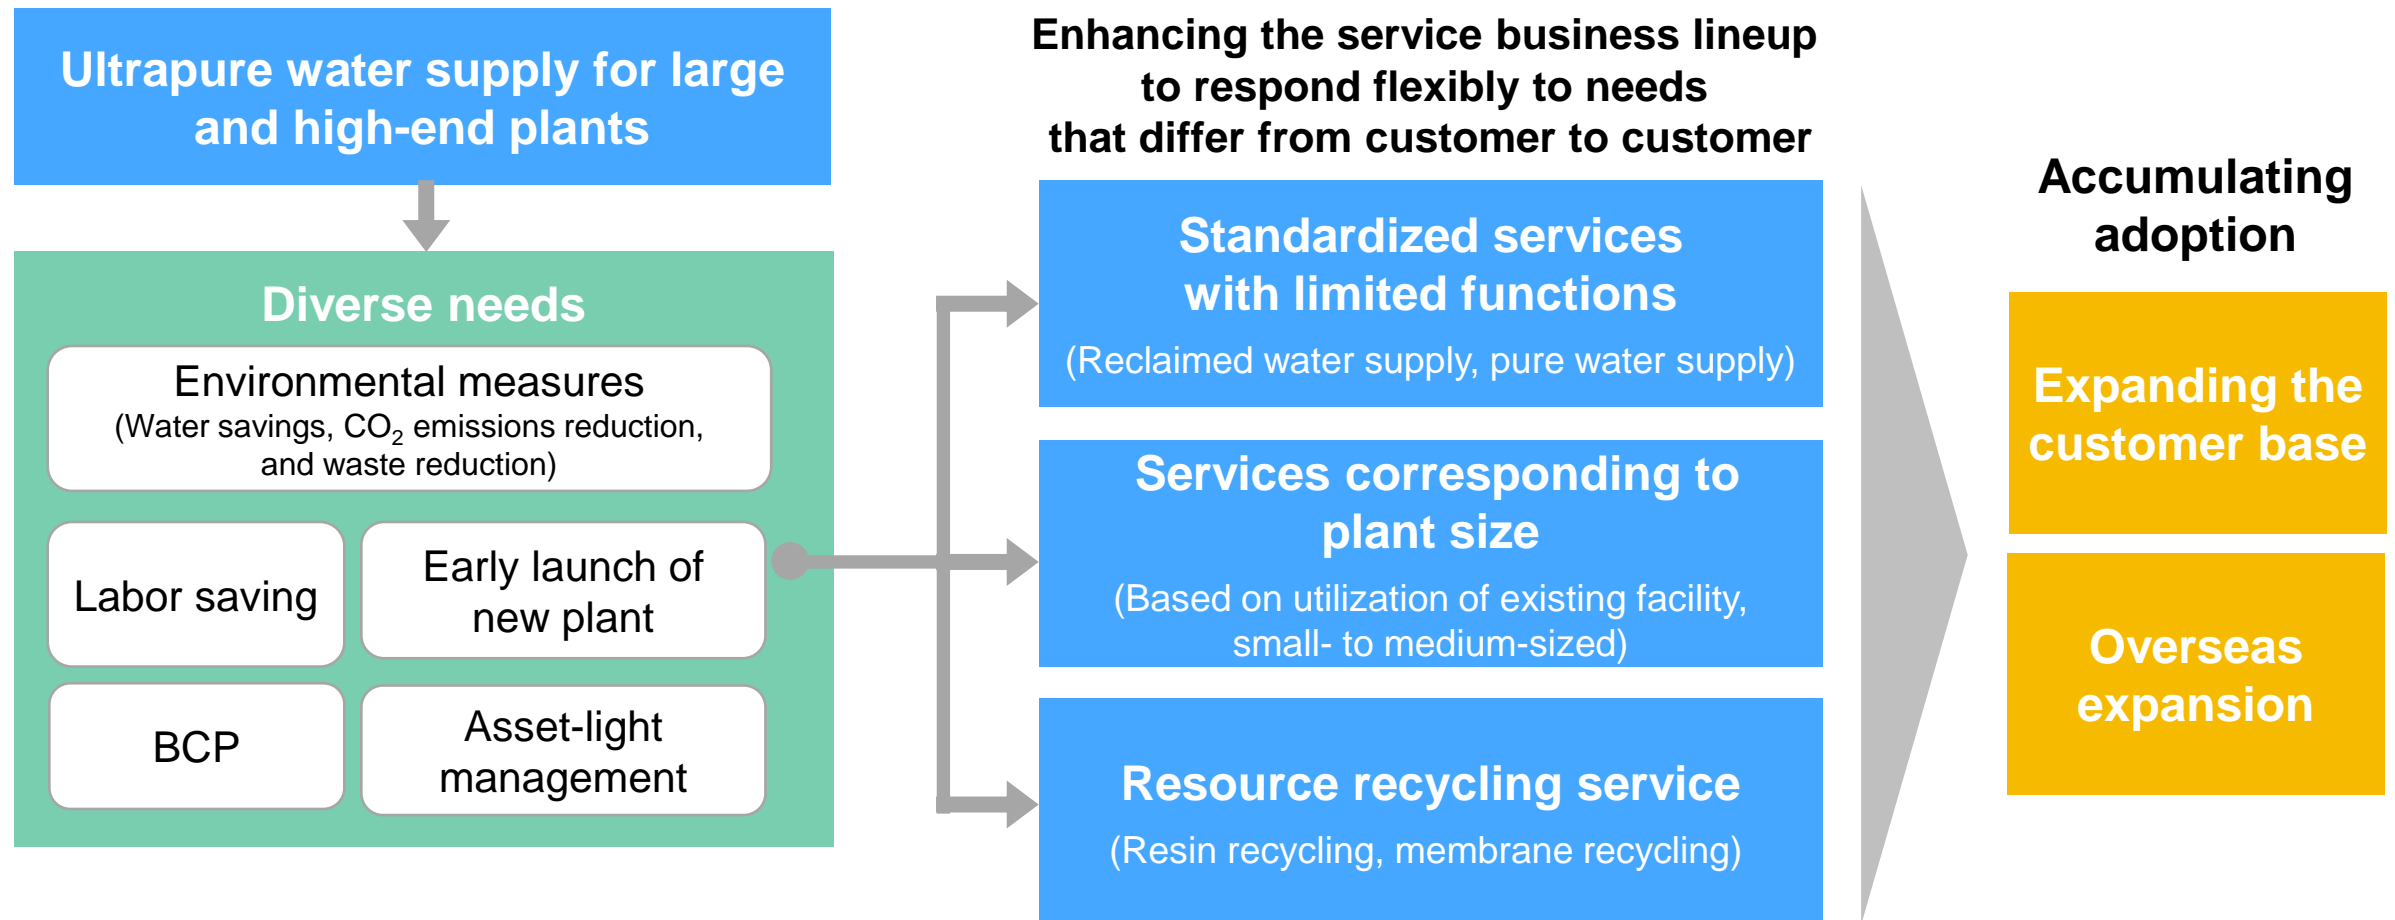 Ultrapure water supply for large
and high-end plants
Diverse needs
Environmental measures
(Water savings, CO₂ emissions reduction,
and waste reduction)
Labor saving
Early launch of
new plant
BCP
Asset-light
management
Enhancing the service business lineup
to respond flexibly to needs
that differ from customer to customer
Standardized services
with limited functions
(Reclaimed water supply, pure water supply)
Services corresponding to
plant size
(Based on utilization of existing facility,
small- to medium-sized)
Resource recycling service
(Resin recycling, membrane recycling)
Accumulating
adoption
Expanding the
customer base
Overseas
expansion